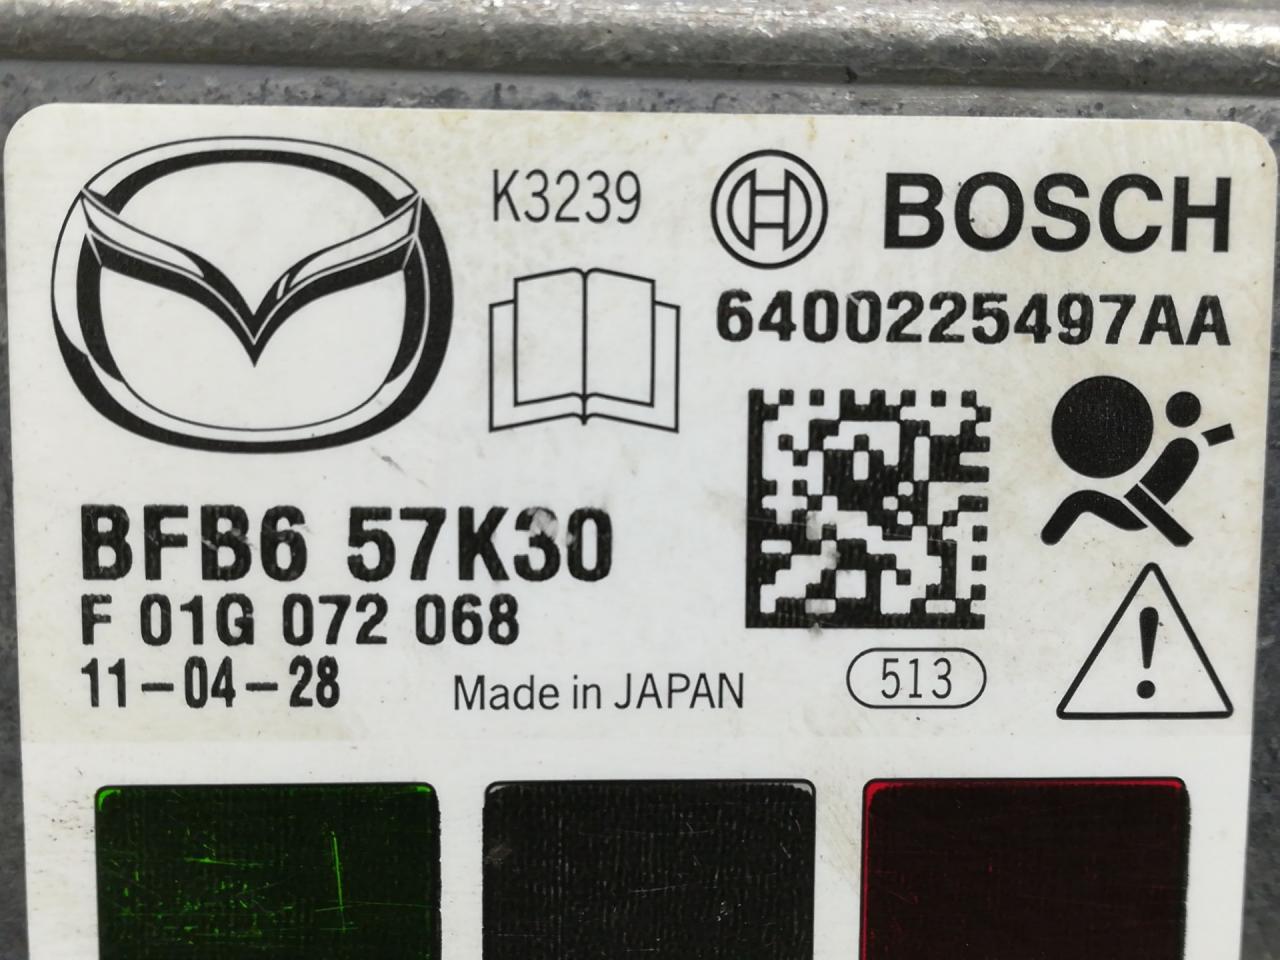 K3239
BOSCH
6400225497AA
BFB6 57K30
F 01G 072 068
11-04-28
Made in JAPAN
513